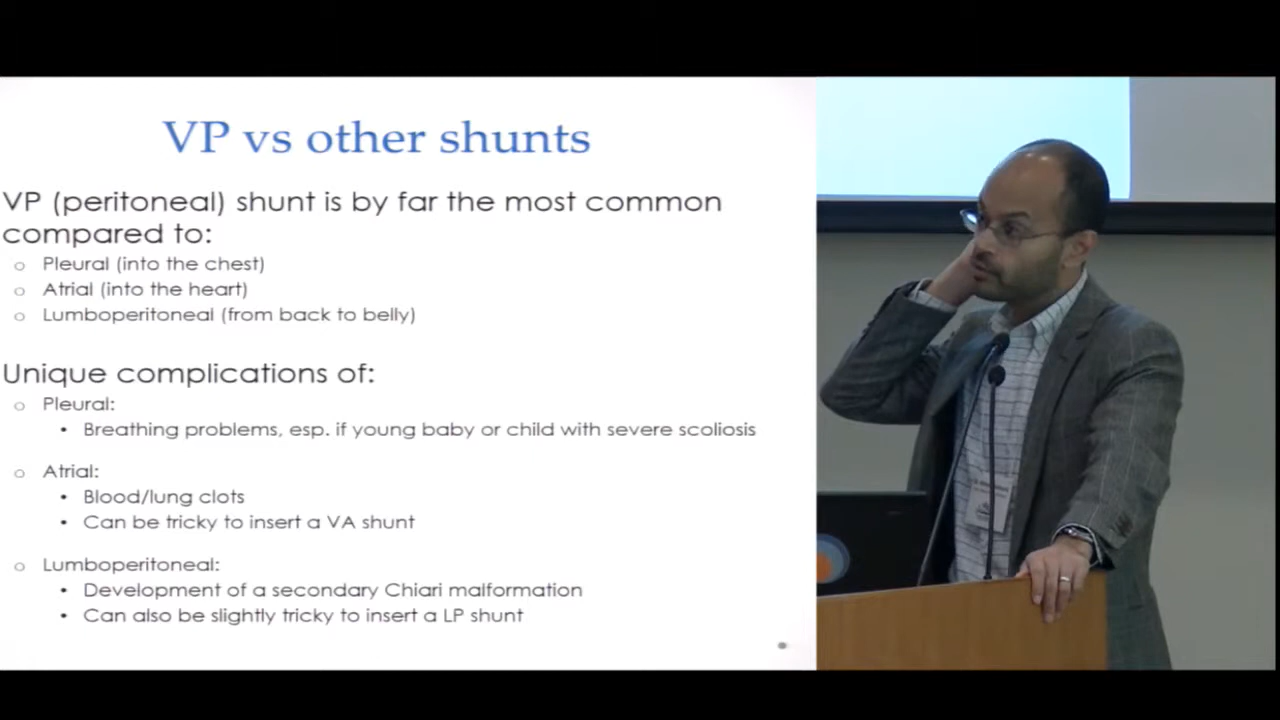 VP vs other shunts
VP (peritoneal) shunt is by far the most common
compared to:
o Pleural (into the chest)
o Atrial (into the heart)
o Lumboperitoneal (from back to belly)
Unique complications of:
o Pleural:
• Breathing problems, esp. if young baby or child with severe scoliosis
o Atrial:
• Blood/lung clots
• Can be tricky to insert a VA shunt
o Lumboperitoneal:
• Development of a secondary Chiari malformation
• Can also be slightly tricky to insert a LP shunt